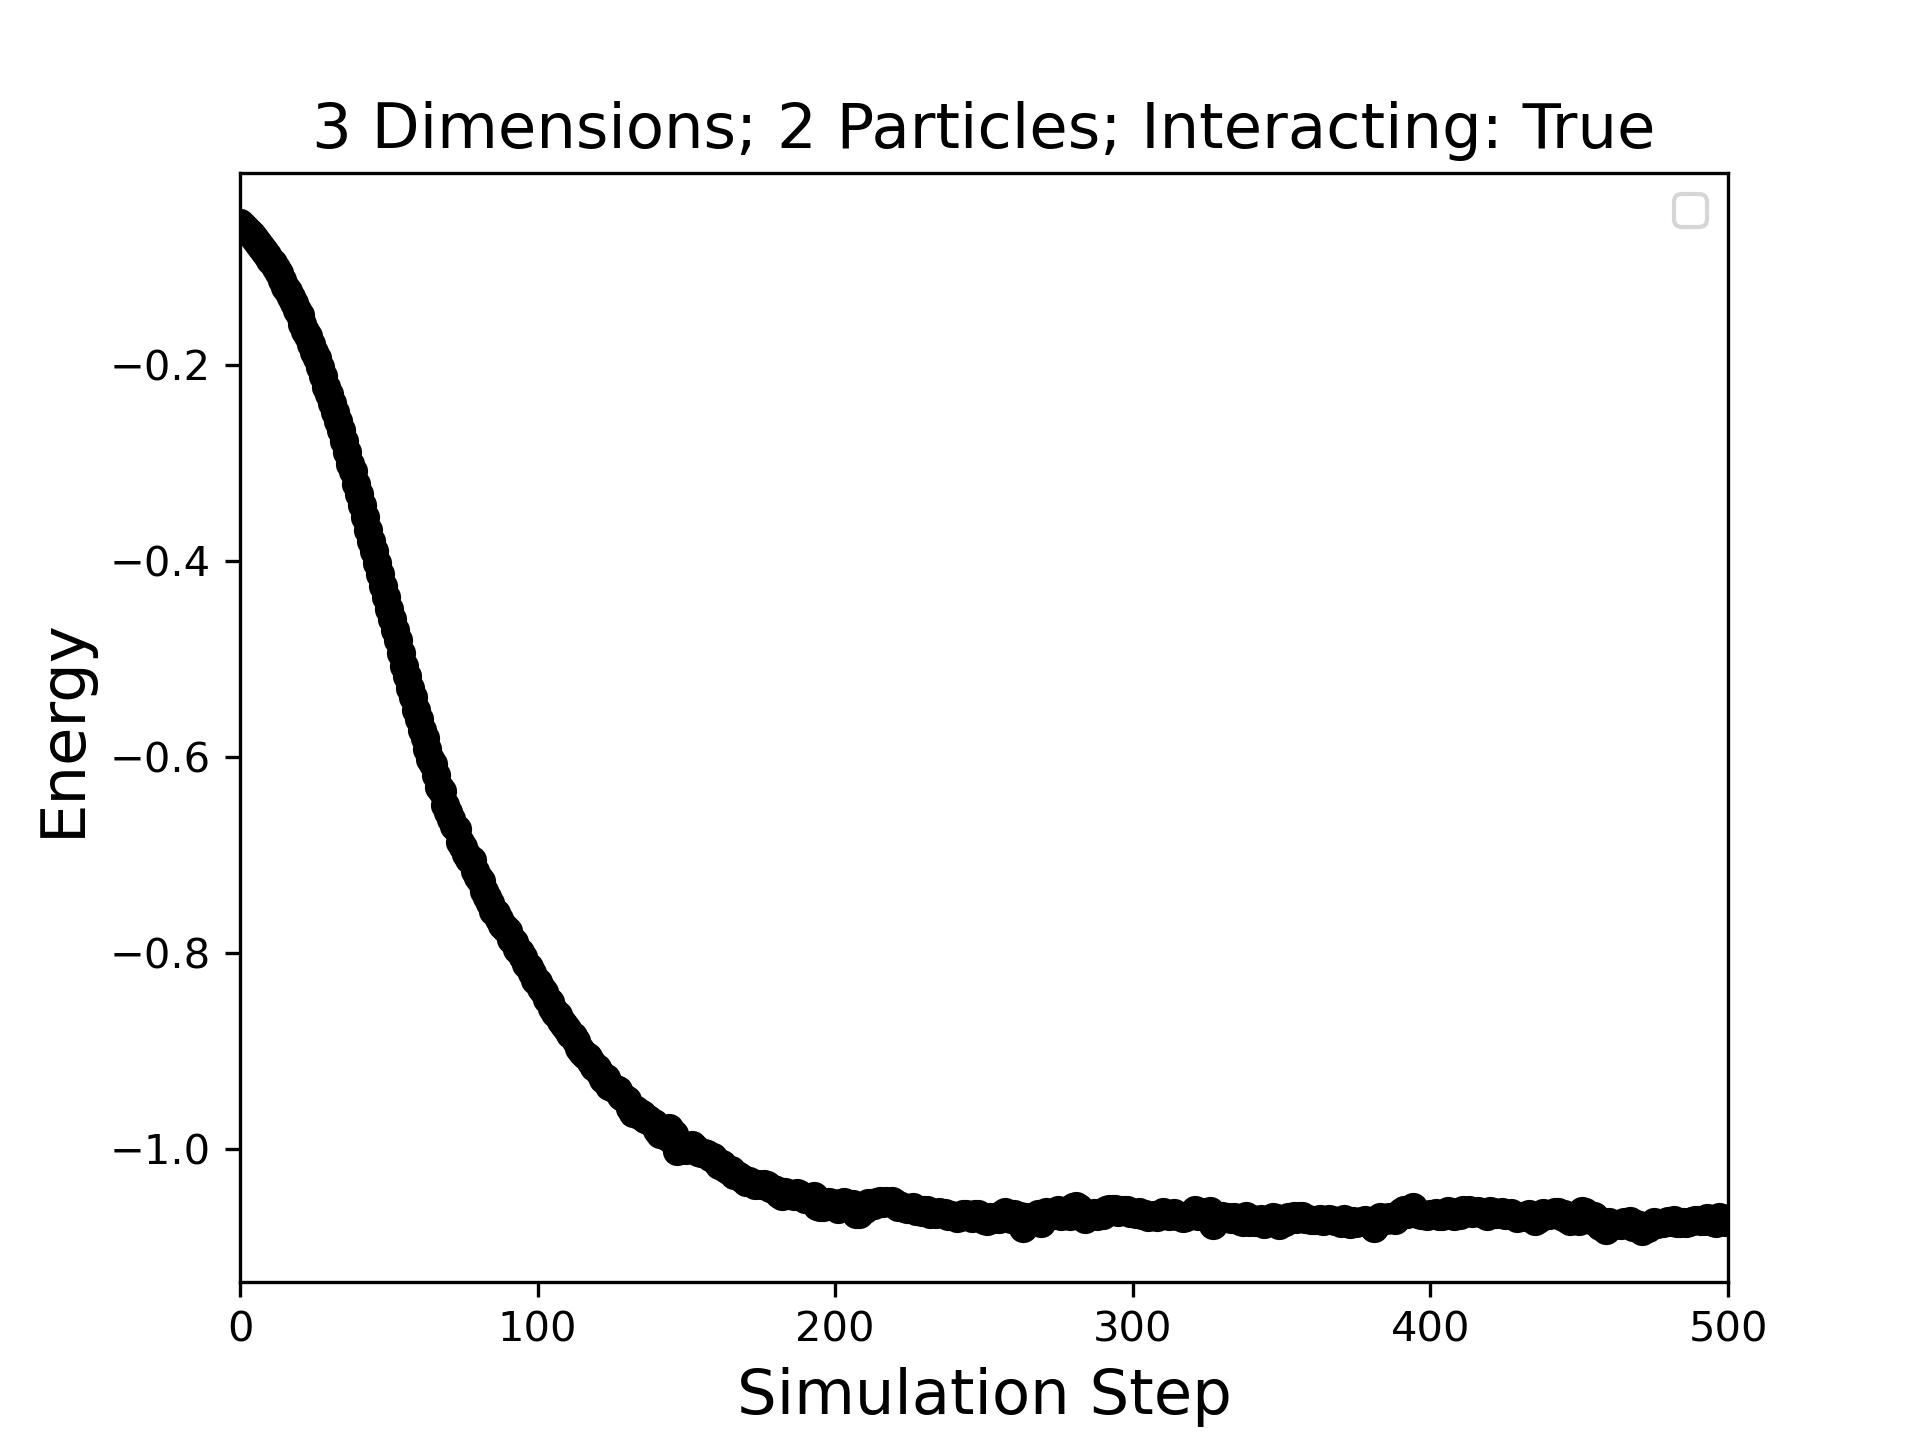 3 Dimensions; 2 Particles; Interacting: True
−0.2
−0.4
−0.6
−0.8
−1.0
Energy
0 100 200 300 400 500
Simulation Step